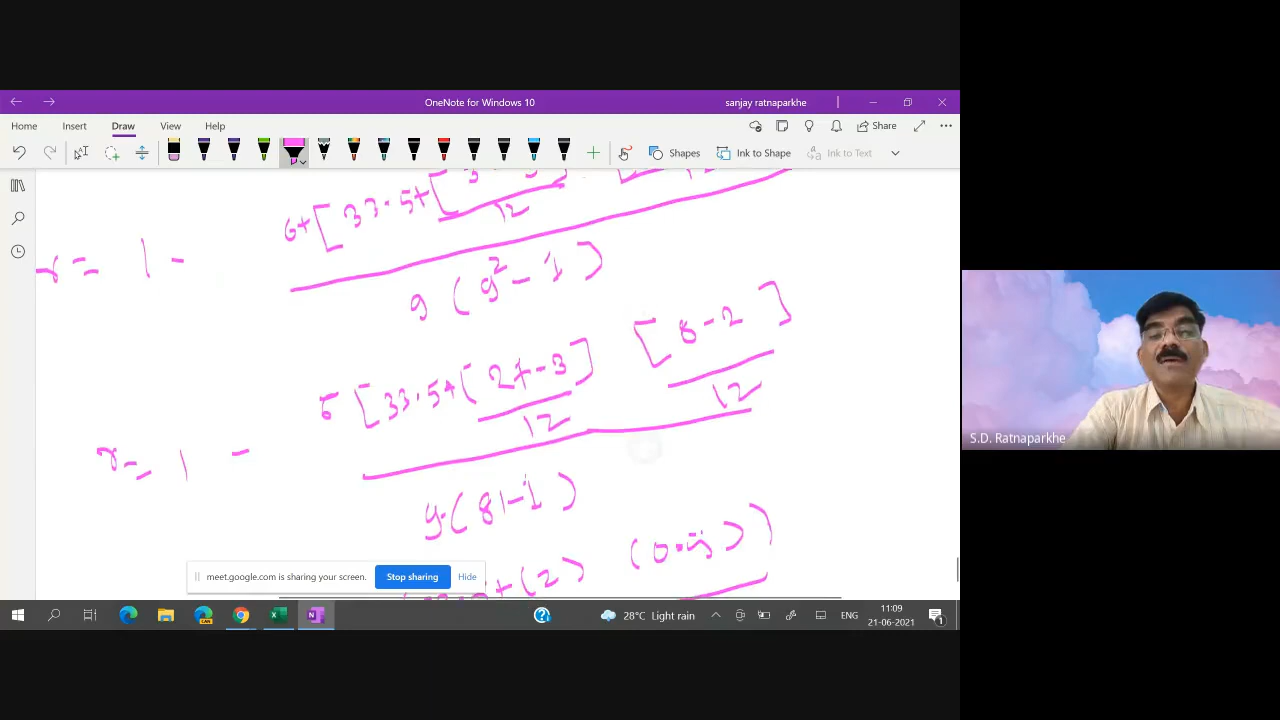 OneNote for Windows 10
sanjay ratnaparkhe
Home Insert Draw View Help
Share
Shapes Ink to Shape Ink to Text
6+[33.5+[
12
r = 1 -
9 (9² - 1)
6 [33.5+( 27-3 ] [8-2 ]
12 12
r = 1 -
9.(81-1)
+(2) (0.5)
S.D. Ratnaparkhe
meet.google.com is sharing your screen. Stop sharing Hide
28°C Light rain ENG 11:09
21-06-2021